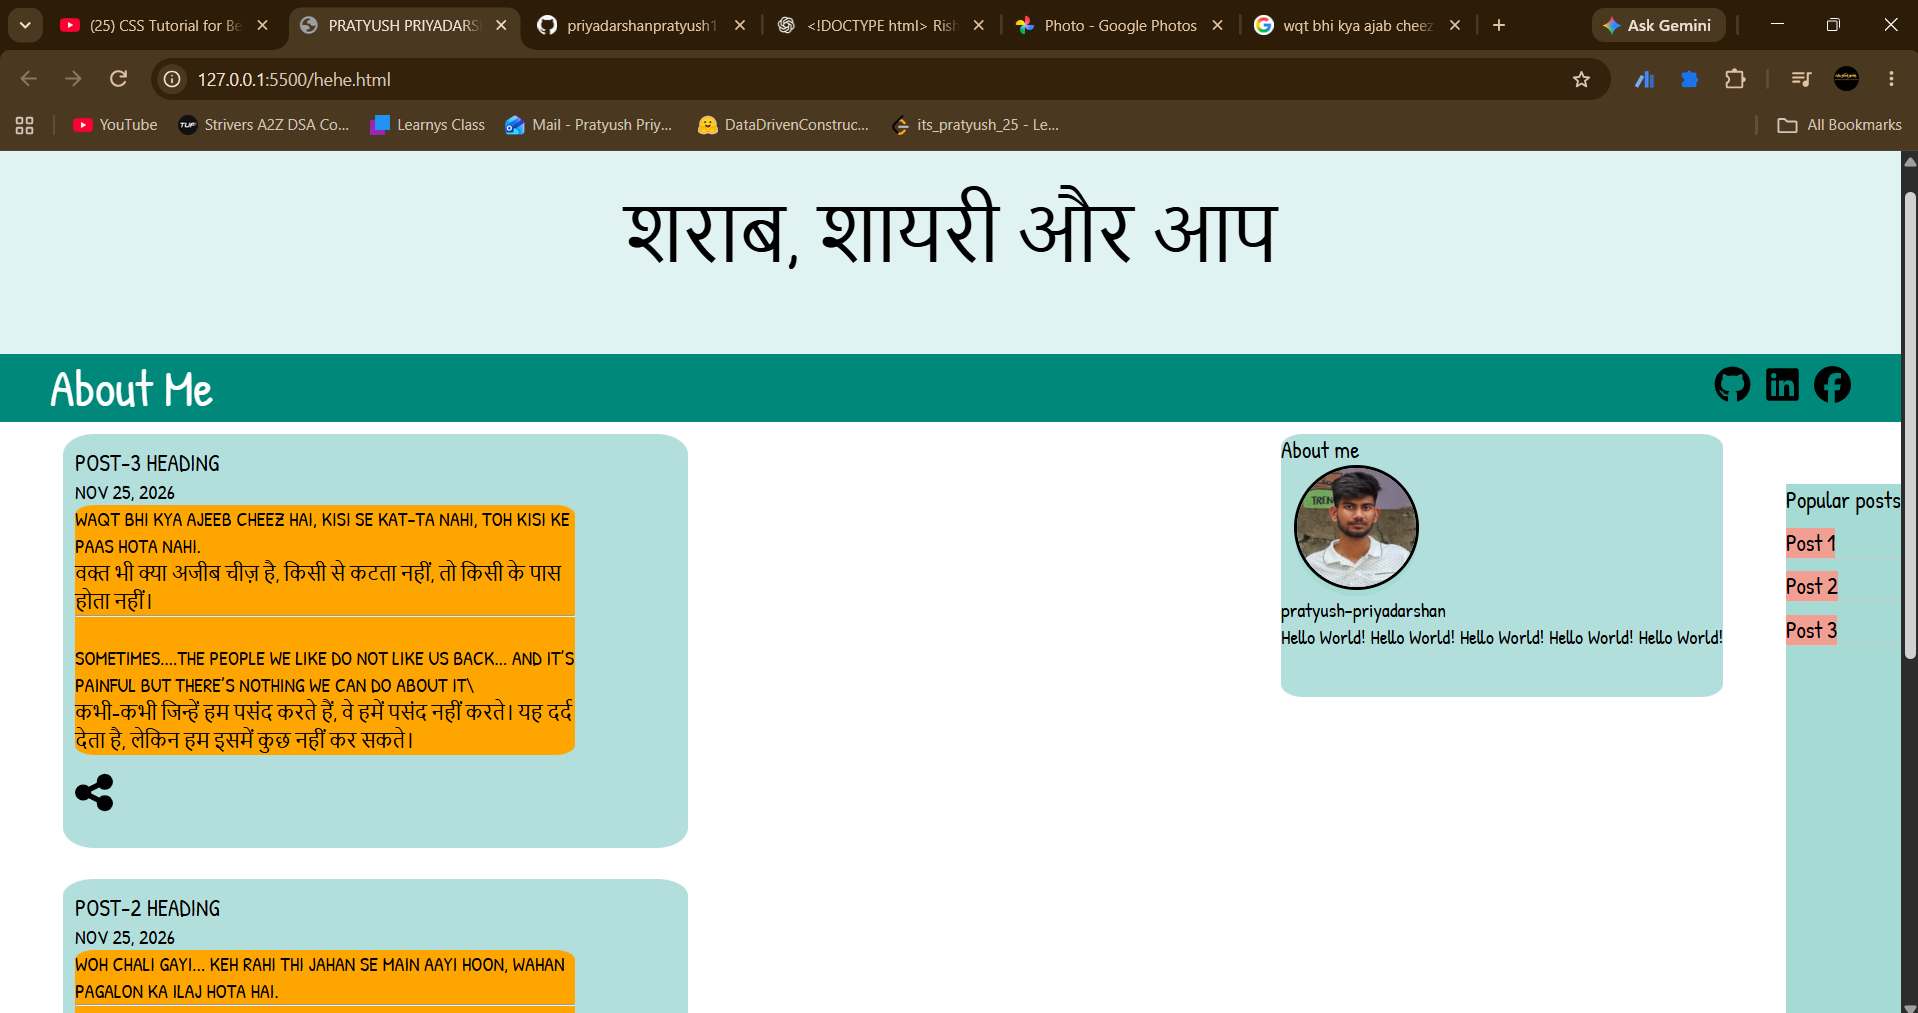 (25) CSS Tutorial for Be
PRATYUSH PRIYADARS
priyadarshanpratyush1
<!DOCTYPE html> Rish
Photo - Google Photos
wqt bhi kya ajab cheez
Ask Gemini
127.0.0.1:5500/hehe.html
YouTube
TUF
Strivers A2Z DSA Co...
Learnys Class
Mail - Pratyush Priy...
DataDrivenConstruc...
its_pratyush_25 - Le...
All Bookmarks
शराब, शायरी और आप
About Me
POST-3 HEADING
NOV 25, 2026
WAQT BHI KYA AJEEB CHEEZ HAI, KISI SE KAT-TA NAHI, TOH KISI KE
PAAS HOTA NAHI.
वक्त भी क्या अजीब चीज़ है, किसी से कटता नहीं, तो किसी के पास
होता नहीं।
SOMETIMES....THE PEOPLE WE LIKE DO NOT LIKE US BACK... AND IT'S
PAINFUL BUT THERE'S NOTHING WE CAN DO ABOUT IT\
कभी-कभी जिन्हें हम पसंद करते हैं, वे हमें पसंद नहीं करते। यह दर्द
देता है, लेकिन हम इसमें कुछ नहीं कर सकते।
POST-2 HEADING
NOV 25, 2026
WOH CHALI GAYI... KEH RAHI THI JAHAN SE MAIN AAYI HOON, WAHAN
PAGALON KA ILAJ HOTA HAI.
About me
TREN
pratyush-priyadarshan
Hello World! Hello World! Hello World! Hello World! Hello World!
Popular posts
Post 1
Post 2
Post 3